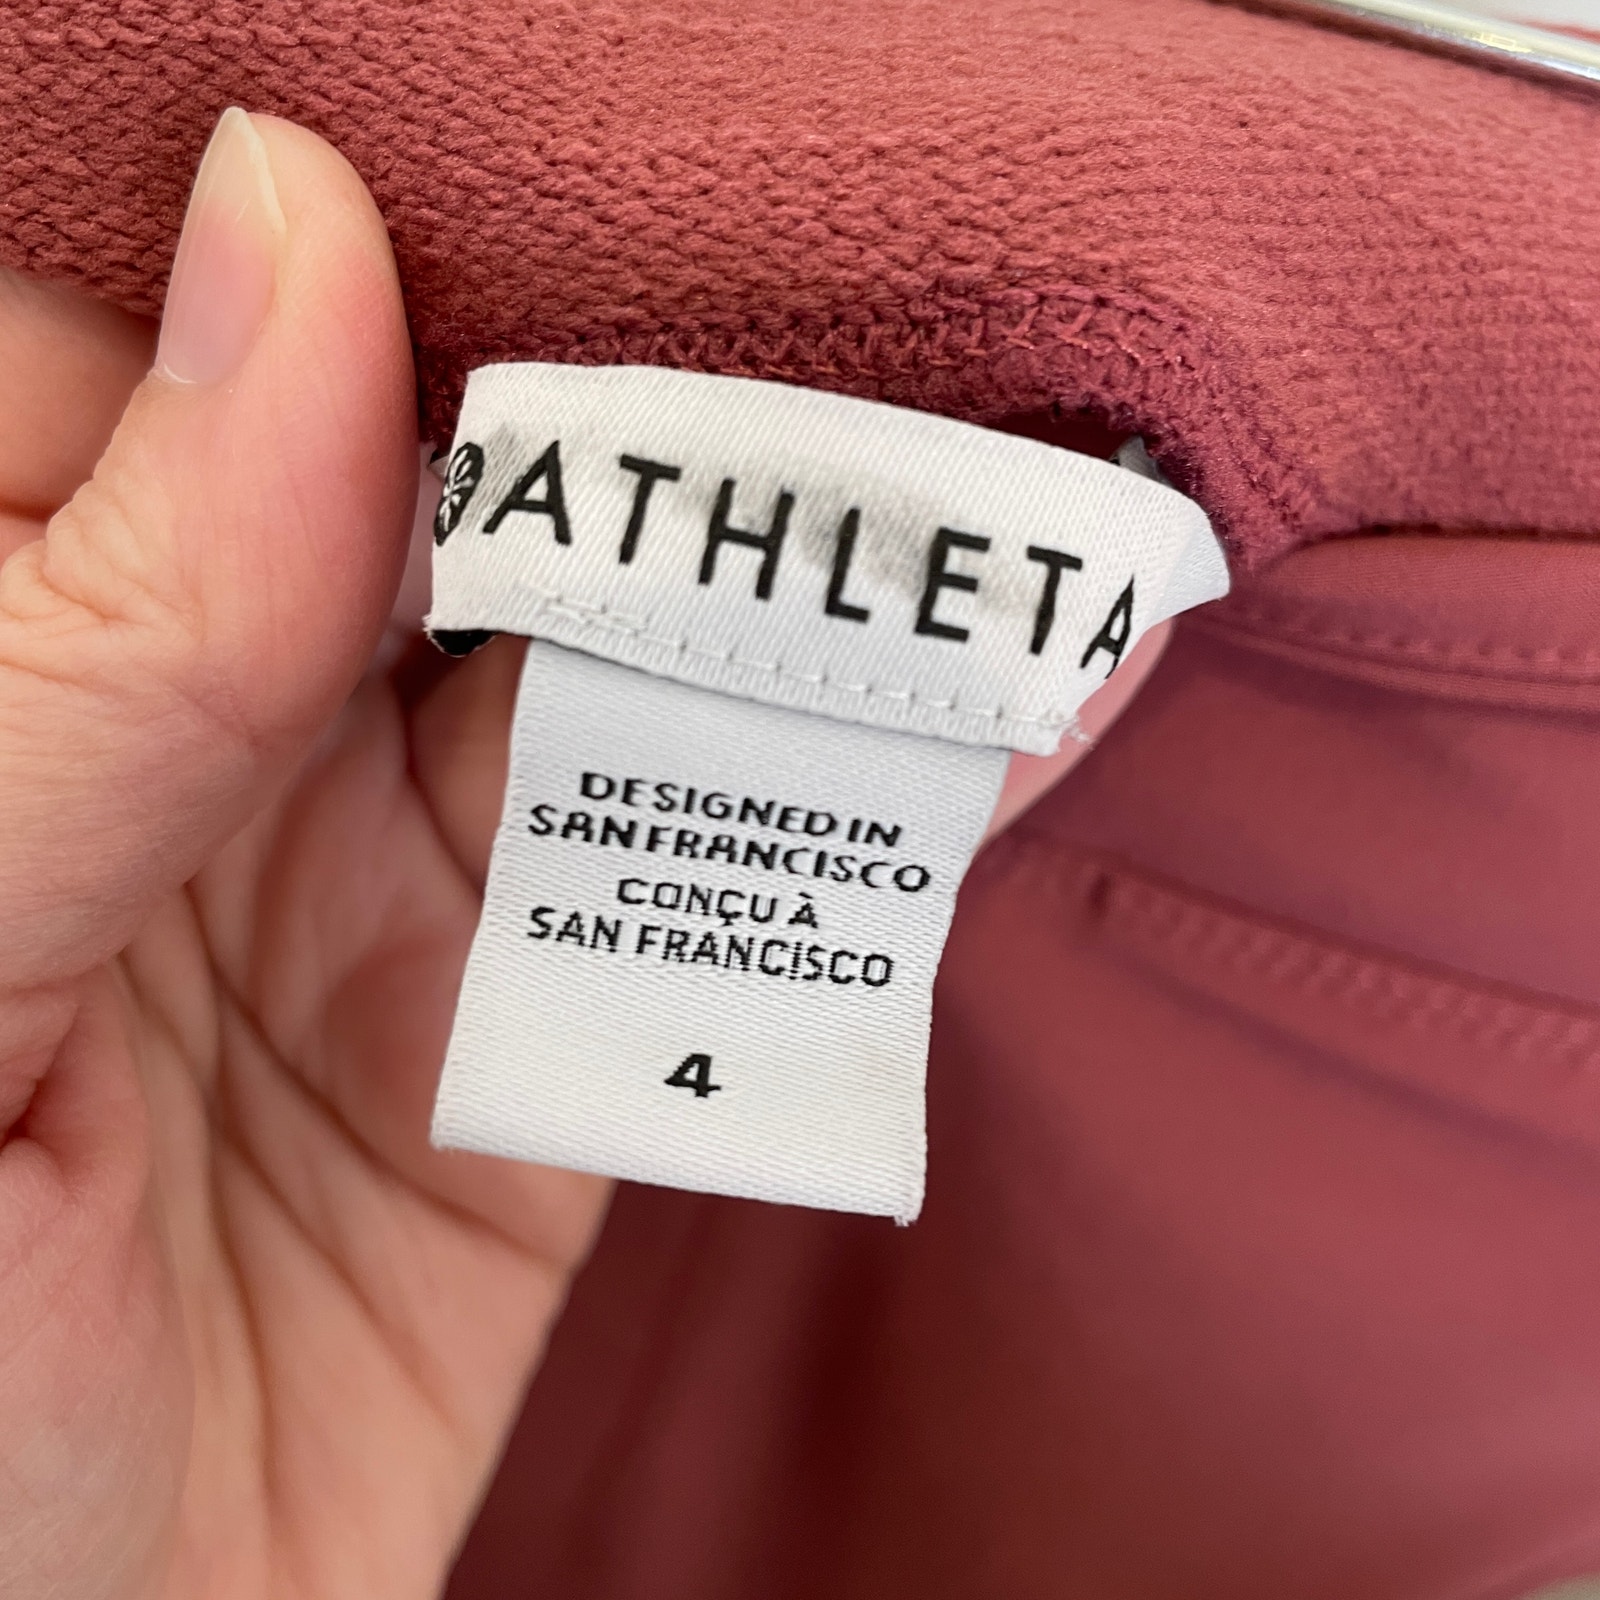 ATHLETA
DESIGNED IN
SAN FRANCISCO
CONÇU À
SAN FRANCISCO
4